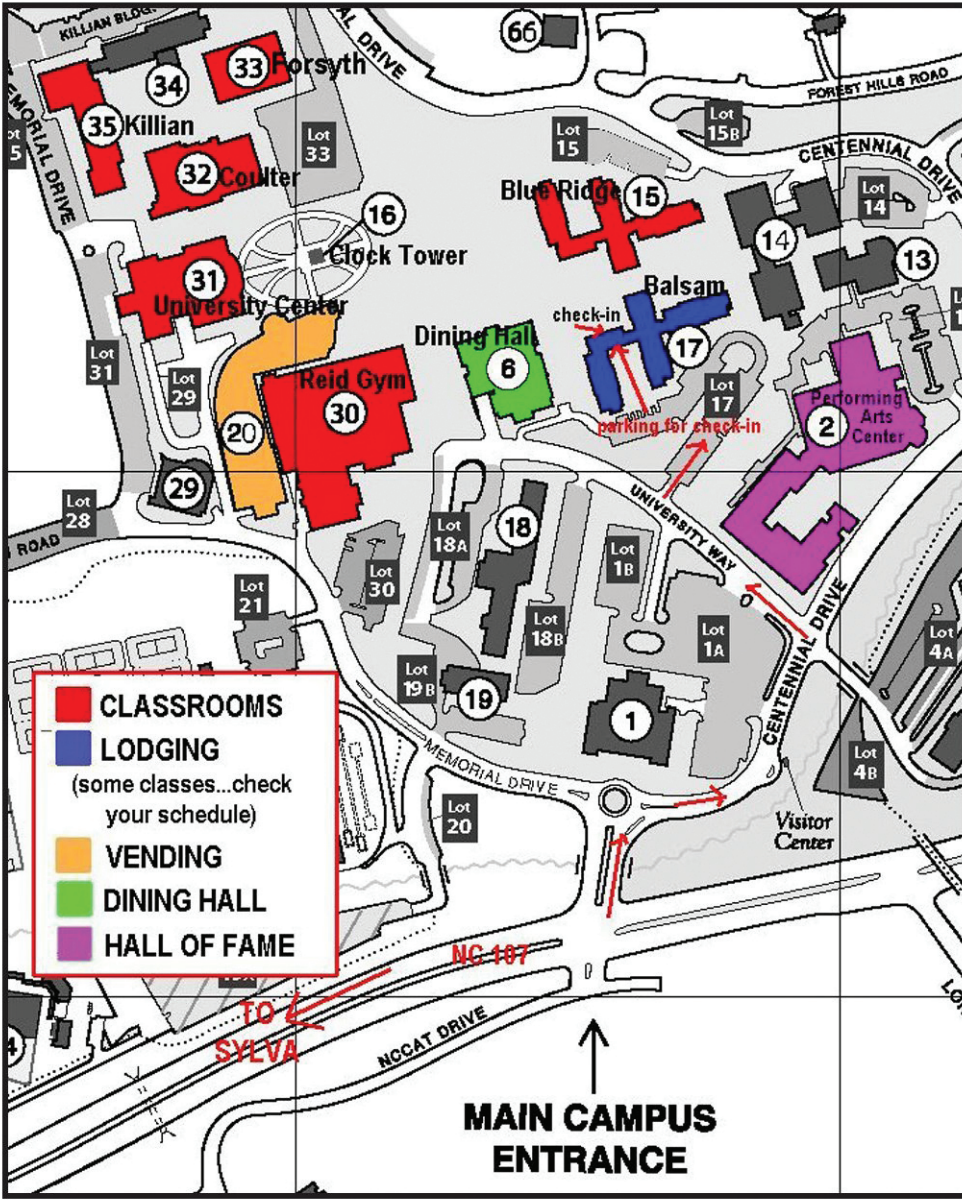 KILLIAN BLDG.
DRIVE
66
33
Forsyth
34
FOREST HILLS ROAD
MEMORIAL DRIVE
35
Killian
Lot
33
Lot
15
Lot
15B
CENTENNIAL DRIVE
32
Coulter
Blue Ridge
15
Lot
14
16
14
13
Clock Tower
31
University Center
Balsam
check-in
Dining Hall
17
6
Lot
31
Lot
29
Reid Gym
30
Lot
17
Performing
Arts
Center
2
parking for check-in
20
29
Lot
28
ROAD
Lot
18A
18
UNIVERSITY WAY
Lot
1B
Lot
30
Lot
21
Lot
18B
Lot
1A
CENTENNIAL DRIVE
Lot
4A
Lot
19B
19
1
MEMORIAL DRIVE
Lot
4B
Lot
20
Visitor
Center
CLASSROOMS
LODGING
(some classes...check
your schedule)
VENDING
DINING HALL
HALL OF FAME
NC 107
TO
SYLVA
NCCAT DRIVE
MAIN CAMPUS
ENTRANCE